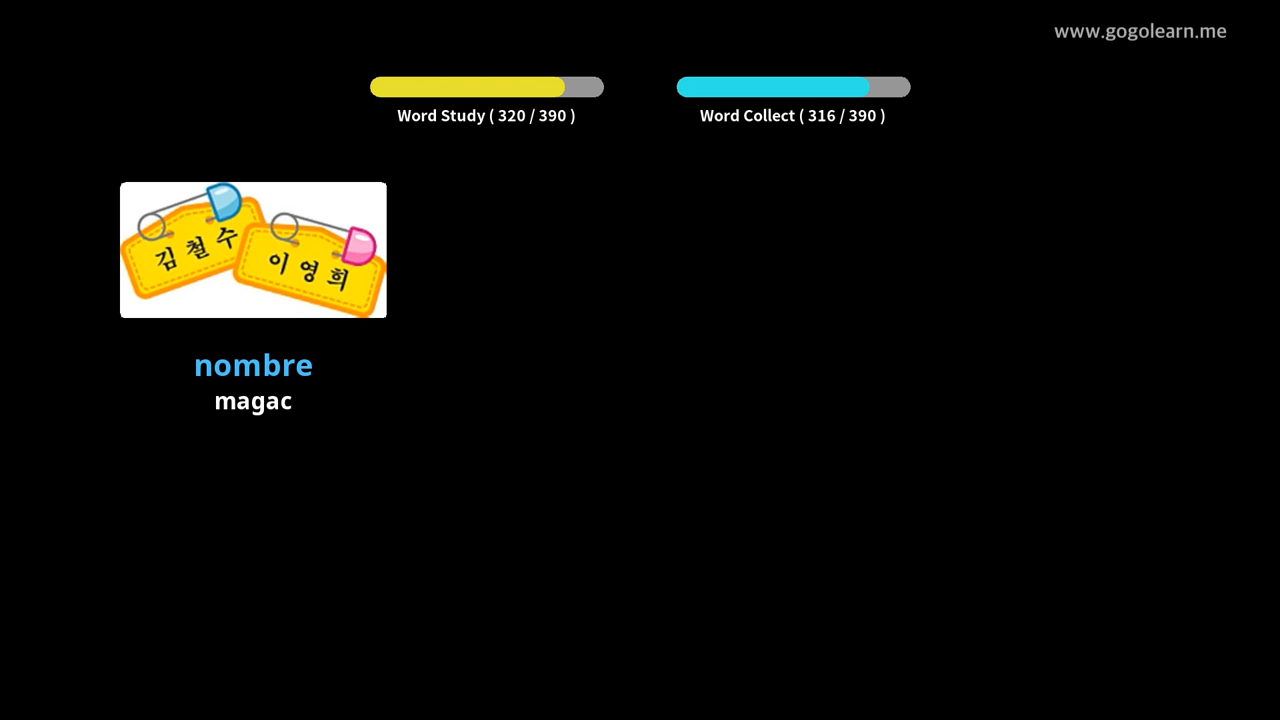 www.gogolearn.me
Word Study ( 320 / 390 )
Word Collect ( 316 / 390 )
김철수
이영희
nombre
magac